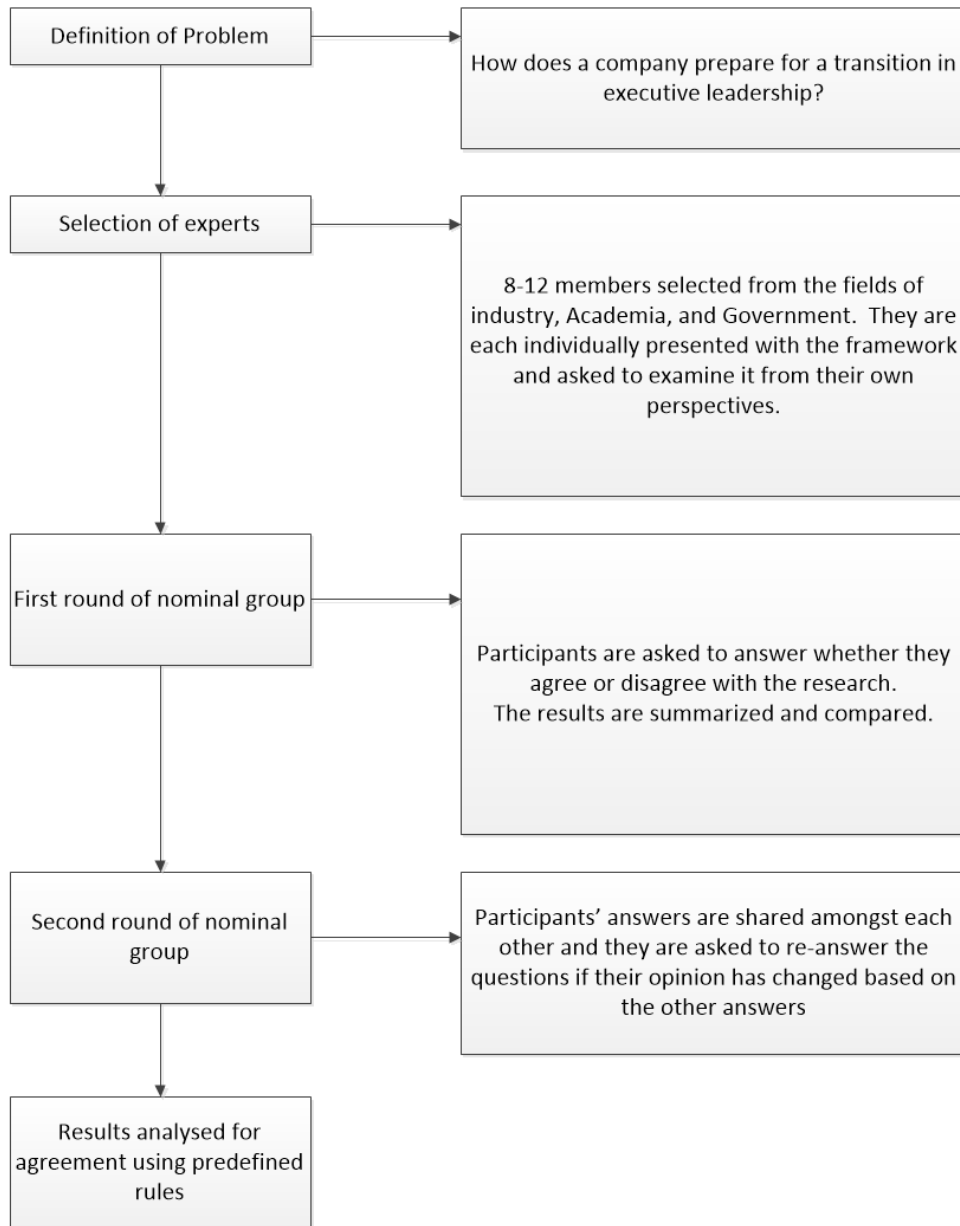 Definition of Problem
How does a company prepare for a transition in
executive leadership?
Selection of experts
8-12 members selected from the fields of
industry, Academia, and Government.  They are
each individually presented with the framework
and asked to examine it from their own
perspectives.
First round of nominal group
Participants are asked to answer whether they
agree or disagree with the research.
The results are summarized and compared.
Second round of nominal
group
Participants’ answers are shared amongst each
other and they are asked to re-answer the
questions if their opinion has changed based on
the other answers
Results analysed for
agreement using predefined
rules